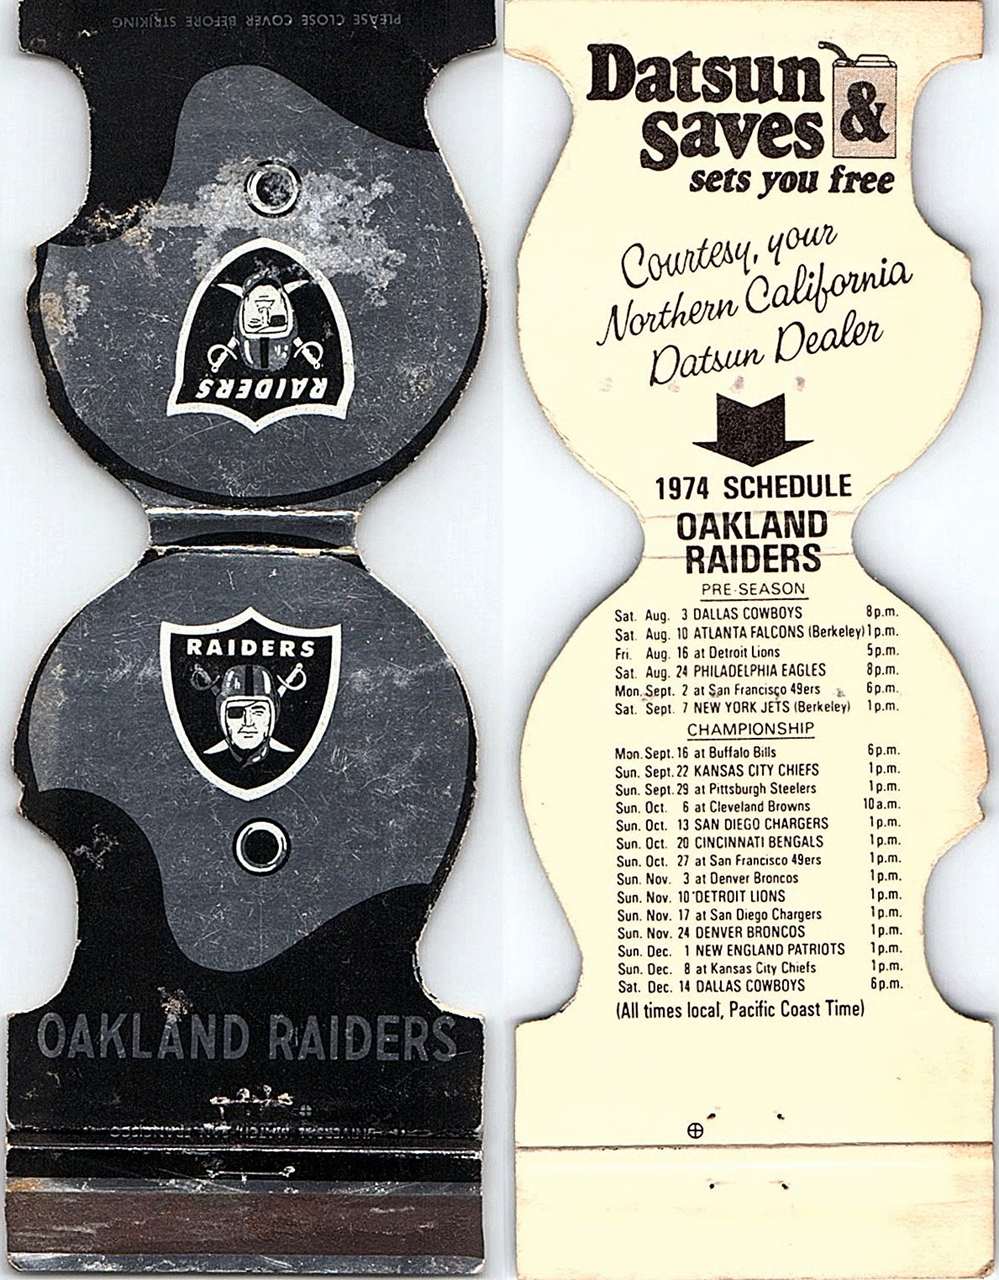 PLEASE CLOSE COVER BEFORE STRIKING
RAIDERS
RAIDERS
OAKLAND RAIDERS
Datsun
saves &
sets you free
Courtesy, your
Northern California
Datsun Dealer
1974 SCHEDULE
OAKLAND
RAIDERS
PRE-SEASON
Sat. Aug. 3 DALLAS COWBOYS 8p.m.
Sat. Aug. 10 ATLANTA FALCONS (Berkeley) 1p.m.
Fri. Aug. 16 at Detroit Lions 5p.m.
Sat. Aug. 24 PHILADELPHIA EAGLES 8p.m.
Mon. Sept. 2 at San Francisco 49ers 6p.m.
Sat. Sept. 7 NEW YORK JETS (Berkeley) 1p.m.
CHAMPIONSHIP
Mon. Sept. 16 at Buffalo Bills 6p.m.
Sun. Sept. 22 KANSAS CITY CHIEFS 1p.m.
Sun. Sept. 29 at Pittsburgh Steelers 1p.m.
Sun. Oct. 6 at Cleveland Browns 10a.m.
Sun. Oct. 13 SAN DIEGO CHARGERS 1p.m.
Sun. Oct. 20 CINCINNATI BENGALS 1p.m.
Sun. Oct. 27 at San Francisco 49ers 1p.m.
Sun. Nov. 3 at Denver Broncos 1p.m.
Sun. Nov. 10 DETROIT LIONS 1p.m.
Sun. Nov. 17 at San Diego Chargers 1p.m.
Sun. Nov. 24 DENVER BRONCOS 1p.m.
Sun. Dec. 1 NEW ENGLAND PATRIOTS 1p.m.
Sun. Dec. 8 at Kansas City Chiefs 1p.m.
Sat. Dec. 14 DALLAS COWBOYS 6p.m.
(All times local, Pacific Coast Time)